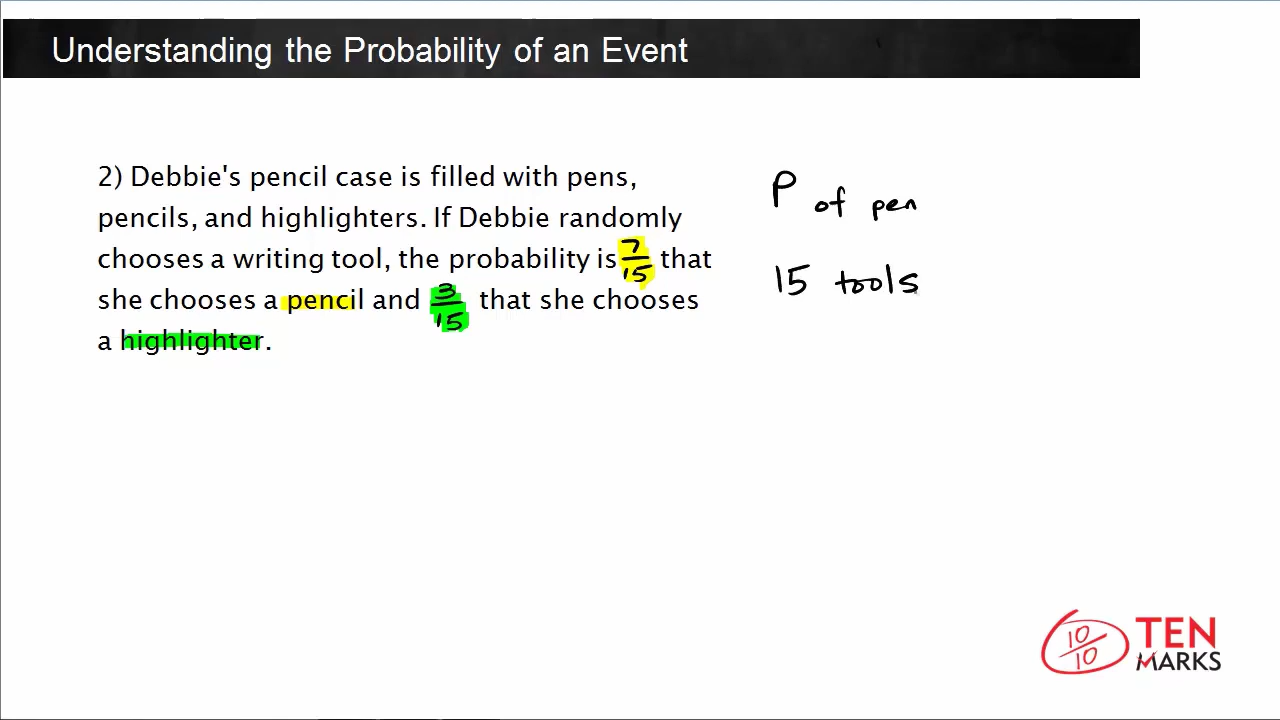 Understanding the Probability of an Event
2) Debbie's pencil case is filled with pens,
pencils, and highlighters. If Debbie randomly
chooses a writing tool, the probability is 7/15 that
she chooses a pencil and 3/15 that she chooses
a highlighter.
P of pen
15 tools
10/10
TEN
MARKS